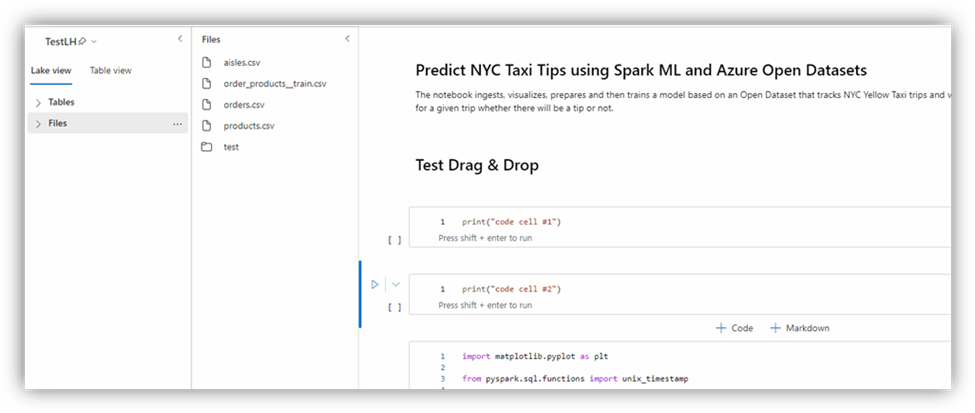 TestLH
Lake view
Table view
Tables
Files
...
Files
aisles.csv
order_products__train.csv
orders.csv
products.csv
test
Predict NYC Taxi Tips using Spark ML and Azure Open Datasets
The notebook ingests, visualizes, prepares and then trains a model based on an Open Dataset that tracks NYC Yellow Taxi trips and v
for a given trip whether there will be a tip or not.
Test Drag & Drop
1 print("code cell #1")
Press shift + enter to run
[ ]
1 print("code cell #2")
Press shift + enter to run
[ ]
+ Code + Markdown
1 import matplotlib.pyplot as plt
2
3 from pyspark.sql.functions import unix_timestamp